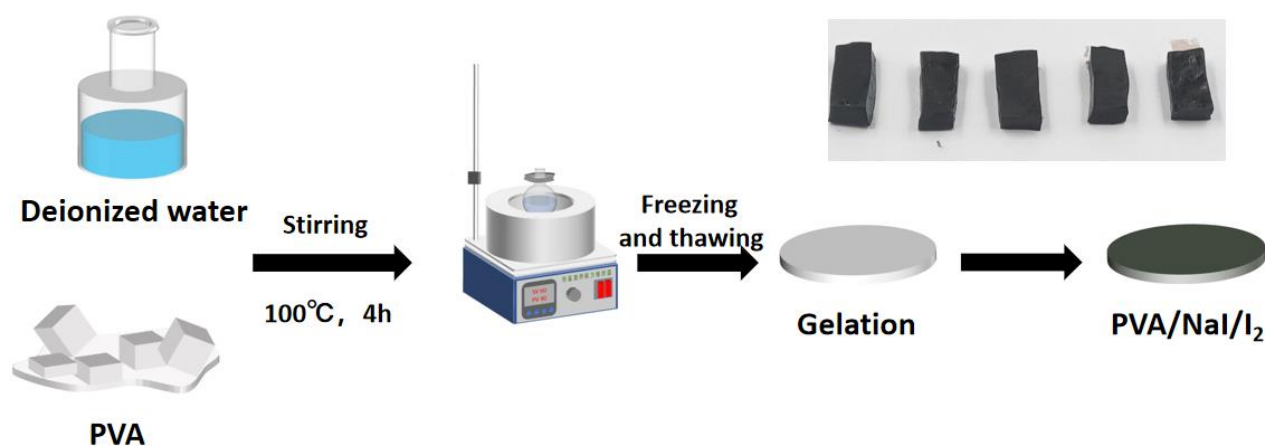 Deionized water
PVA
Stirring
100℃，4h
Freezing
and thawing
Gelation
PVA/NaI/I₂